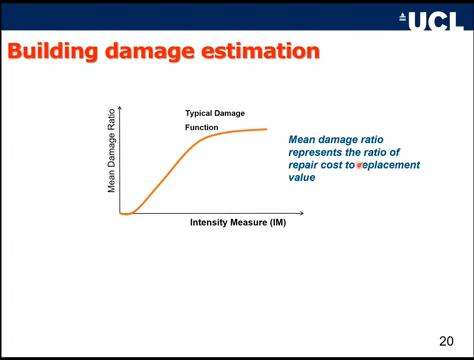 UCL
Building damage estimation
Typical Damage
Function
Mean Damage Ratio
Mean damage ratio
represents the ratio of
repair cost to replacement
value
Intensity Measure (IM)
20